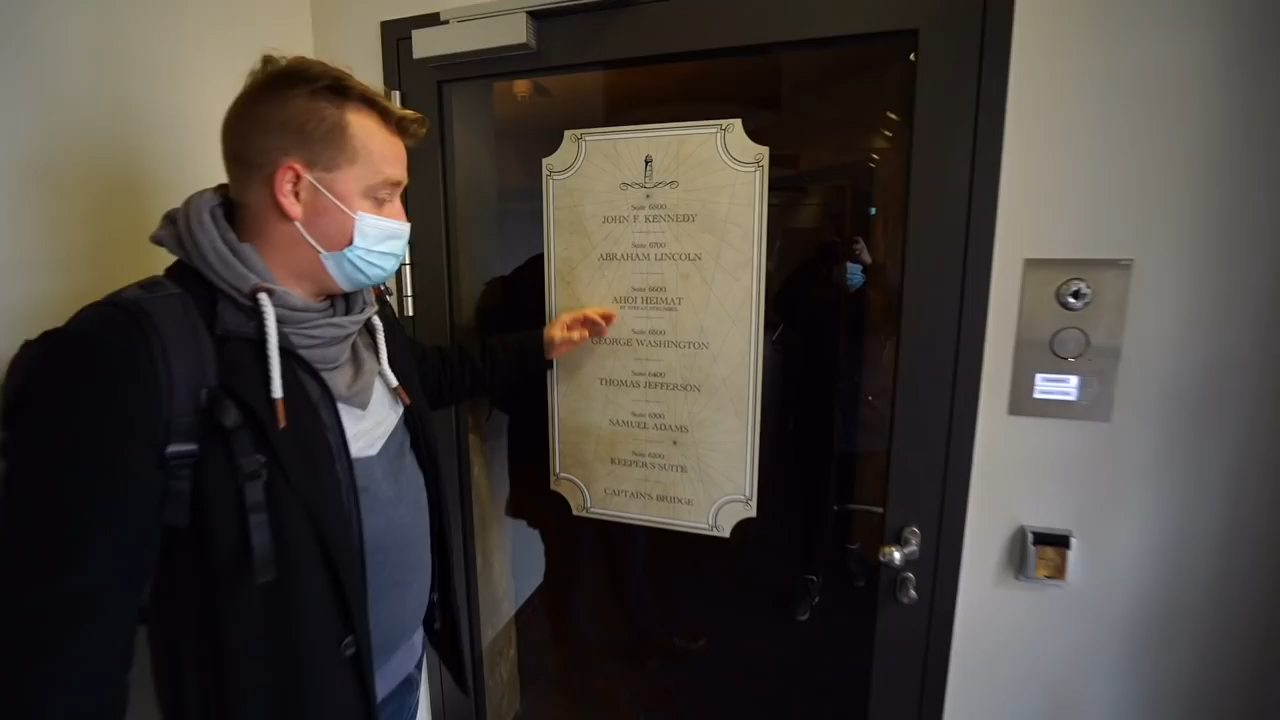 Suite 6800
JOHN F. KENNEDY
Suite 6700
ABRAHAM LINCOLN
Suite 6600
AHOI HEIMAT
Suite 6500
GEORGE WASHINGTON
Suite 6400
THOMAS JEFFERSON
Suite 6300
SAMUEL ADAMS
Suite 6200
KEEPER'S SUITE
CAPTAIN'S BRIDGE